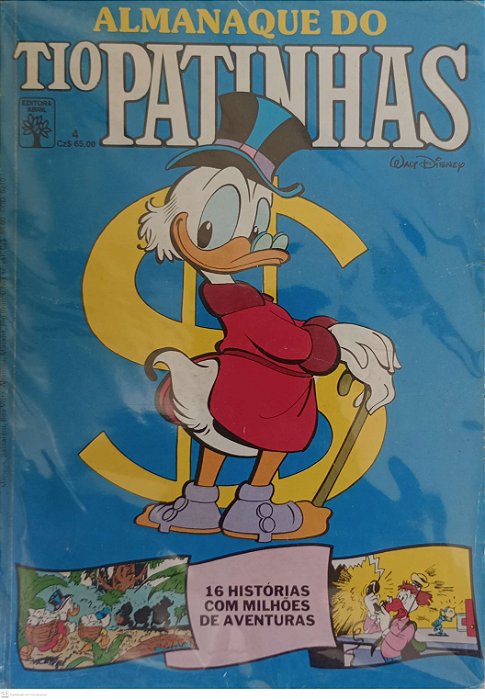 ALMANAQUE DO
TIO PATINHAS
EDITORA
ABRIL
4
Cz$ 65,00
Walt Disney
16 HISTÓRIAS
COM MILHÕES
DE AVENTURAS